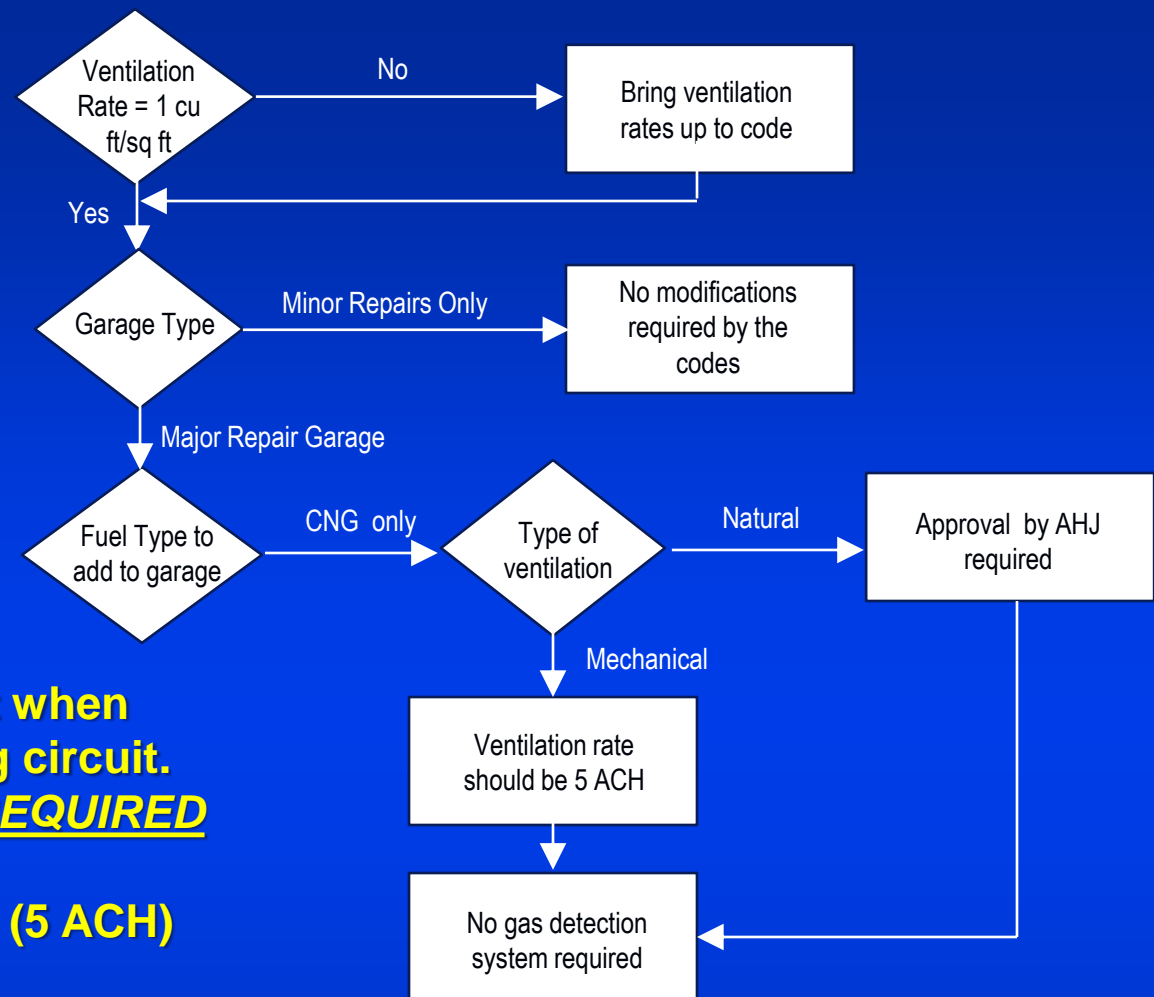 Ventilation
Rate = 1 cu
ft/sq ft
No
Bring ventilation
rates up to code
Yes
Garage Type
Minor Repairs Only
No modifications
required by the
codes
Major Repair Garage
Fuel Type to
add to garage
CNG only
Type of
ventilation
Natural
Approval by AHJ
required
Mechanical
Ventilation rate
should be 5 ACH
No gas detection
system required
when
circuit.
(5 ACH)